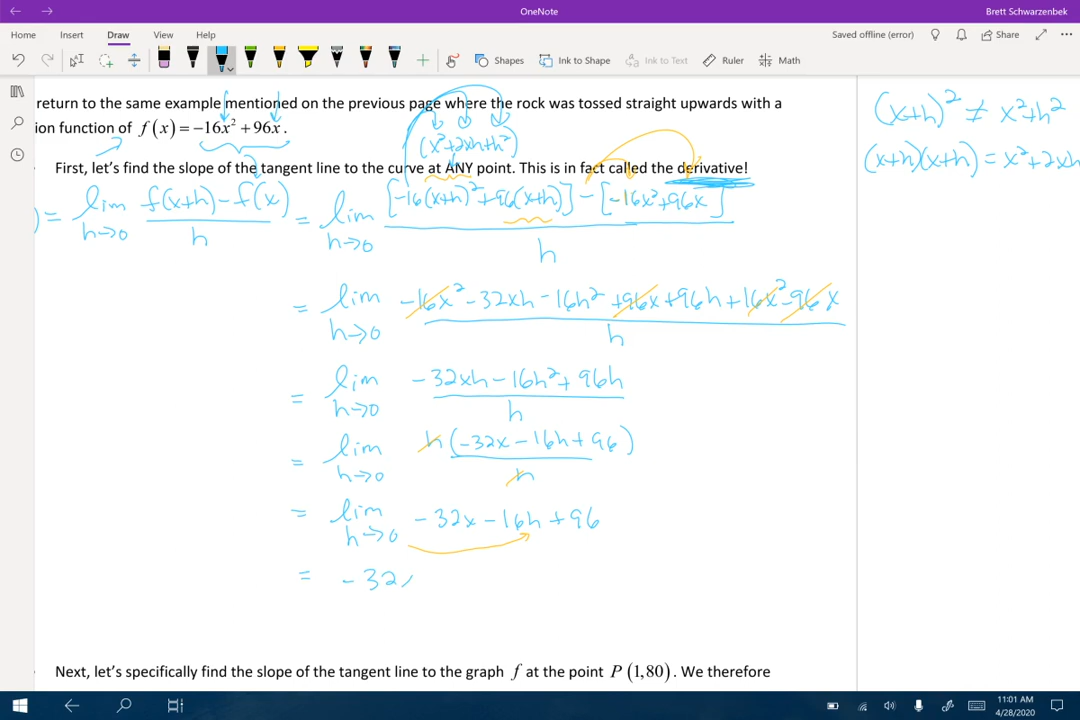 OneNote
Brett Schwarzenbek
Home Insert Draw View Help
Saved offline (error) Share
Shapes Ink to Shape Ink to Text Ruler Math
return to the same example mentioned on the previous page where the rock was tossed straight upwards with a
ion function of f(x) = −16x² + 96x.
(x²+2xh+h²)
First, let's find the slope of the tangent line to the curve at ANY point. This is in fact called the derivative!
) = lim h→0 f(x+h) − f(x) / h = lim h→0 [−16(x+h)² + 96(x+h)] − [−16x² + 96x] / h
= lim h→0 −16x² − 32xh − 16h² + 96x + 96h + 16x² − 96x / h
= lim h→0 −32xh − 16h² + 96h / h
= lim h→0 h(−32x − 16h + 96) / h
= lim h→0 −32x − 16h + 96
= −32
Next, let's specifically find the slope of the tangent line to the graph f at the point P(1,80). We therefore
(x+h)² ≠ x²+h²
(x+h)(x+h) = x²+2xh
11:01 AM
4/28/2020